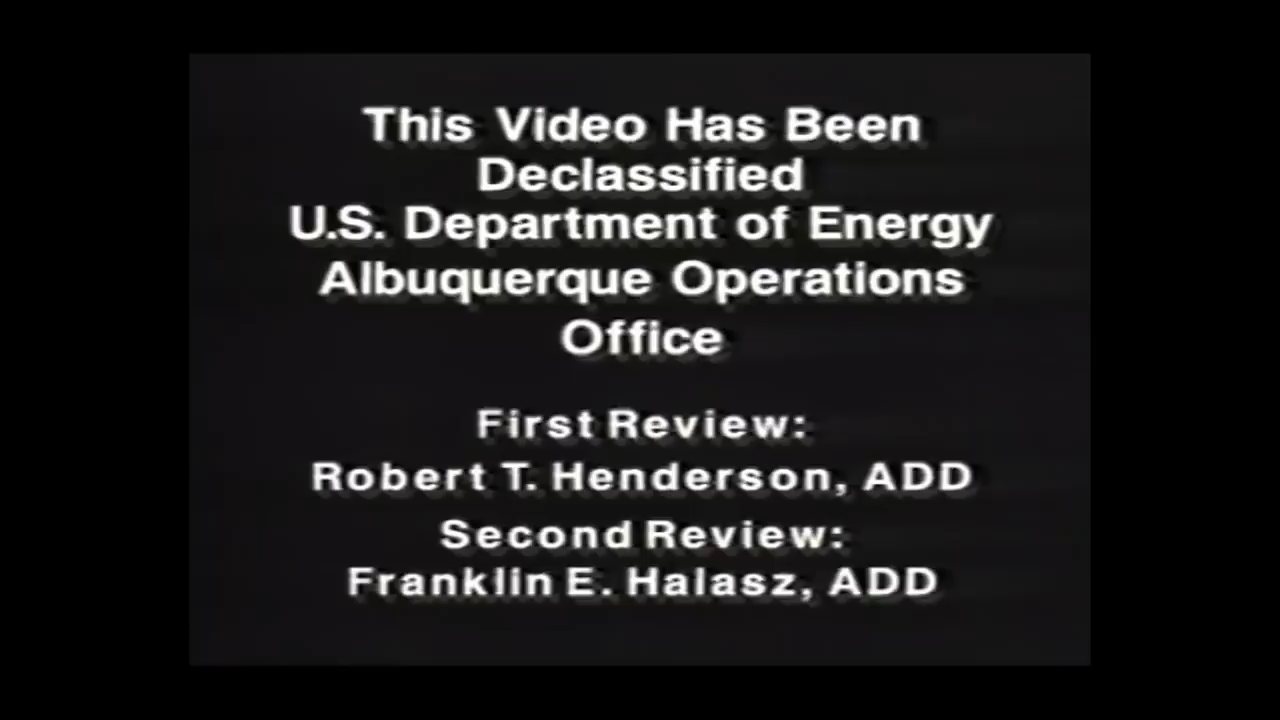 This Video Has Been
Declassified
U.S. Department of Energy
Albuquerque Operations
Office
First Review:
Robert T. Henderson, ADD
Second Review:
Franklin E. Halasz, ADD